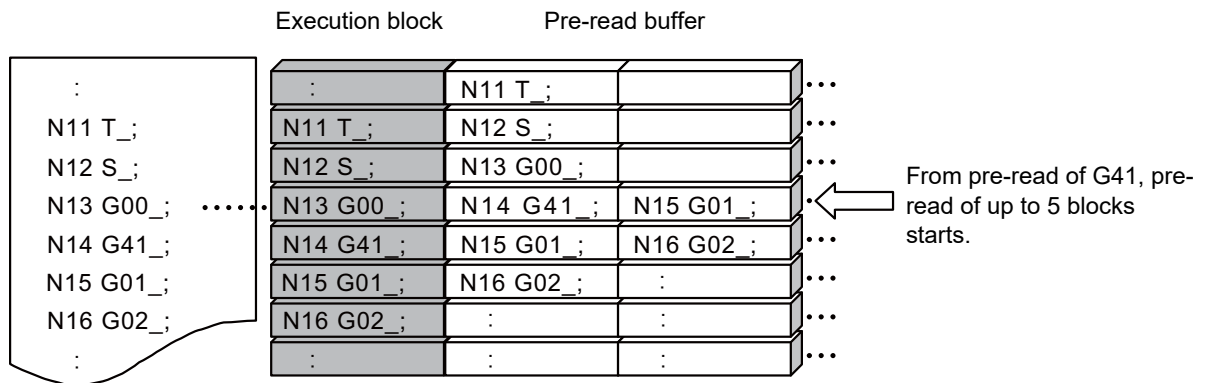 Execution block Pre-read buffer
:
N11 T_;
N12 S_;
N13 G00_;
N14 G41_;
N15 G01_;
N16 G02_;
:
: N11 T_;
N11 T_; N12 S_;
N12 S_; N13 G00_;
N13 G00_; N14 G41_; N15 G01_;
N14 G41_; N15 G01_; N16 G02_;
N15 G01_; N16 G02_; :
N16 G02_; : :
: : :
From pre-read of G41, pre-
read of up to 5 blocks
starts.